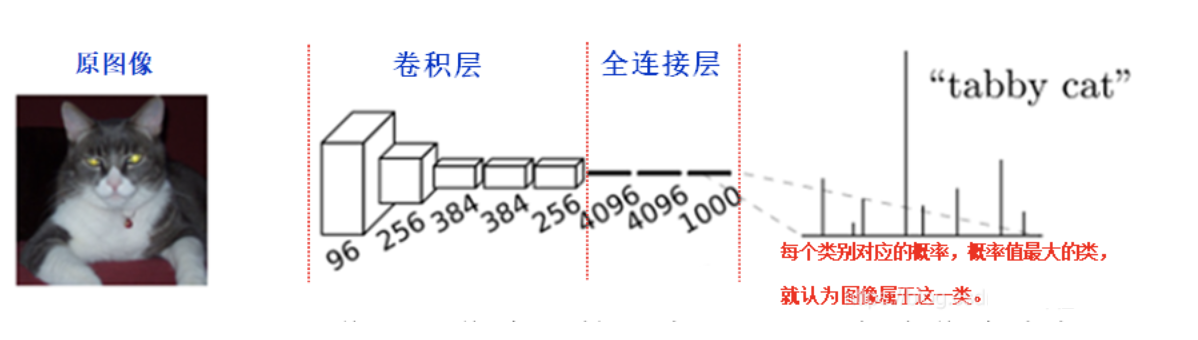 原图像
卷积层
全连接层
“tabby cat”
96
256
384
384
256
4096
4096
1000
每个类别对应的概率，概率值最大的类，
就认为图像属于这一类。